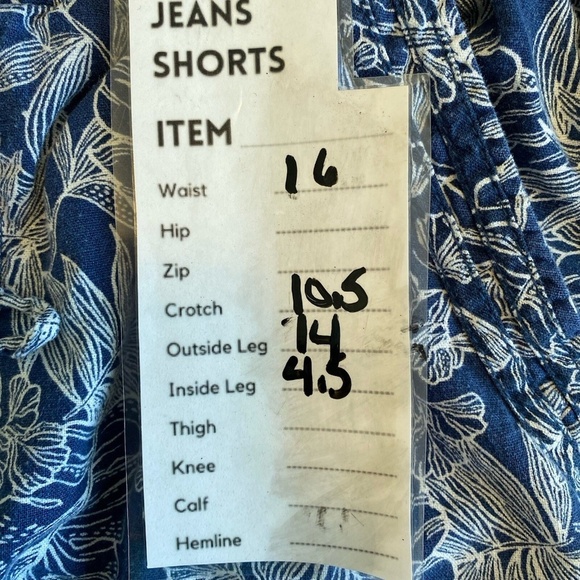 JEANS
SHORTS
ITEM
Waist 16
Hip
Zip
Crotch 10.5
Outside Leg 14
Inside Leg 4.5
Thigh
Knee
Calf
Hemline